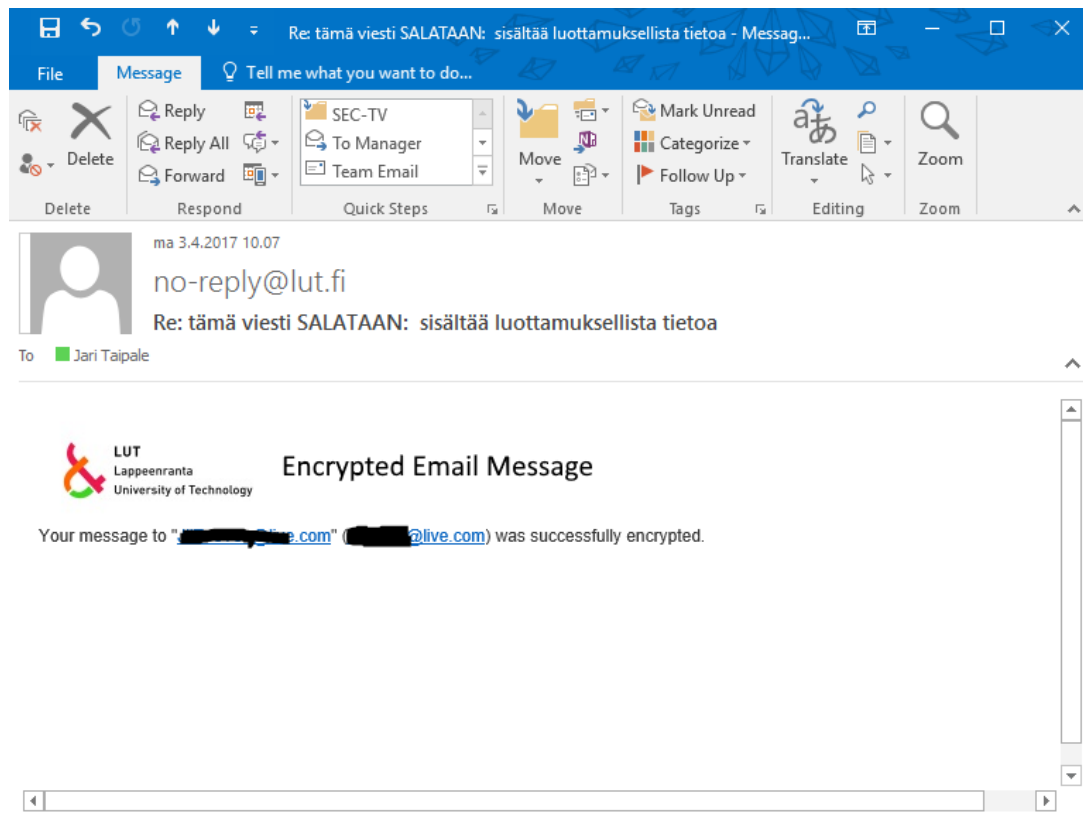 Re: tämä viesti SALATAAN: sisältää luottamuksellista tietoa - Messag...
File Message Tell me what you want to do...
Delete
Reply
Reply All
Forward
SEC-TV
To Manager
Team Email
Move
Mark Unread
Categorize
Follow Up
Translate
Zoom
Delete Respond Quick Steps Move Tags Editing Zoom
ma 3.4.2017 10.07
no-reply@lut.fi
Re: tämä viesti SALATAAN: sisältää luottamuksellista tietoa
To Jari Taipale
LUT
Lappeenranta
University of Technology
Encrypted Email Message
Your message to " .com" ( @live.com) was successfully encrypted.